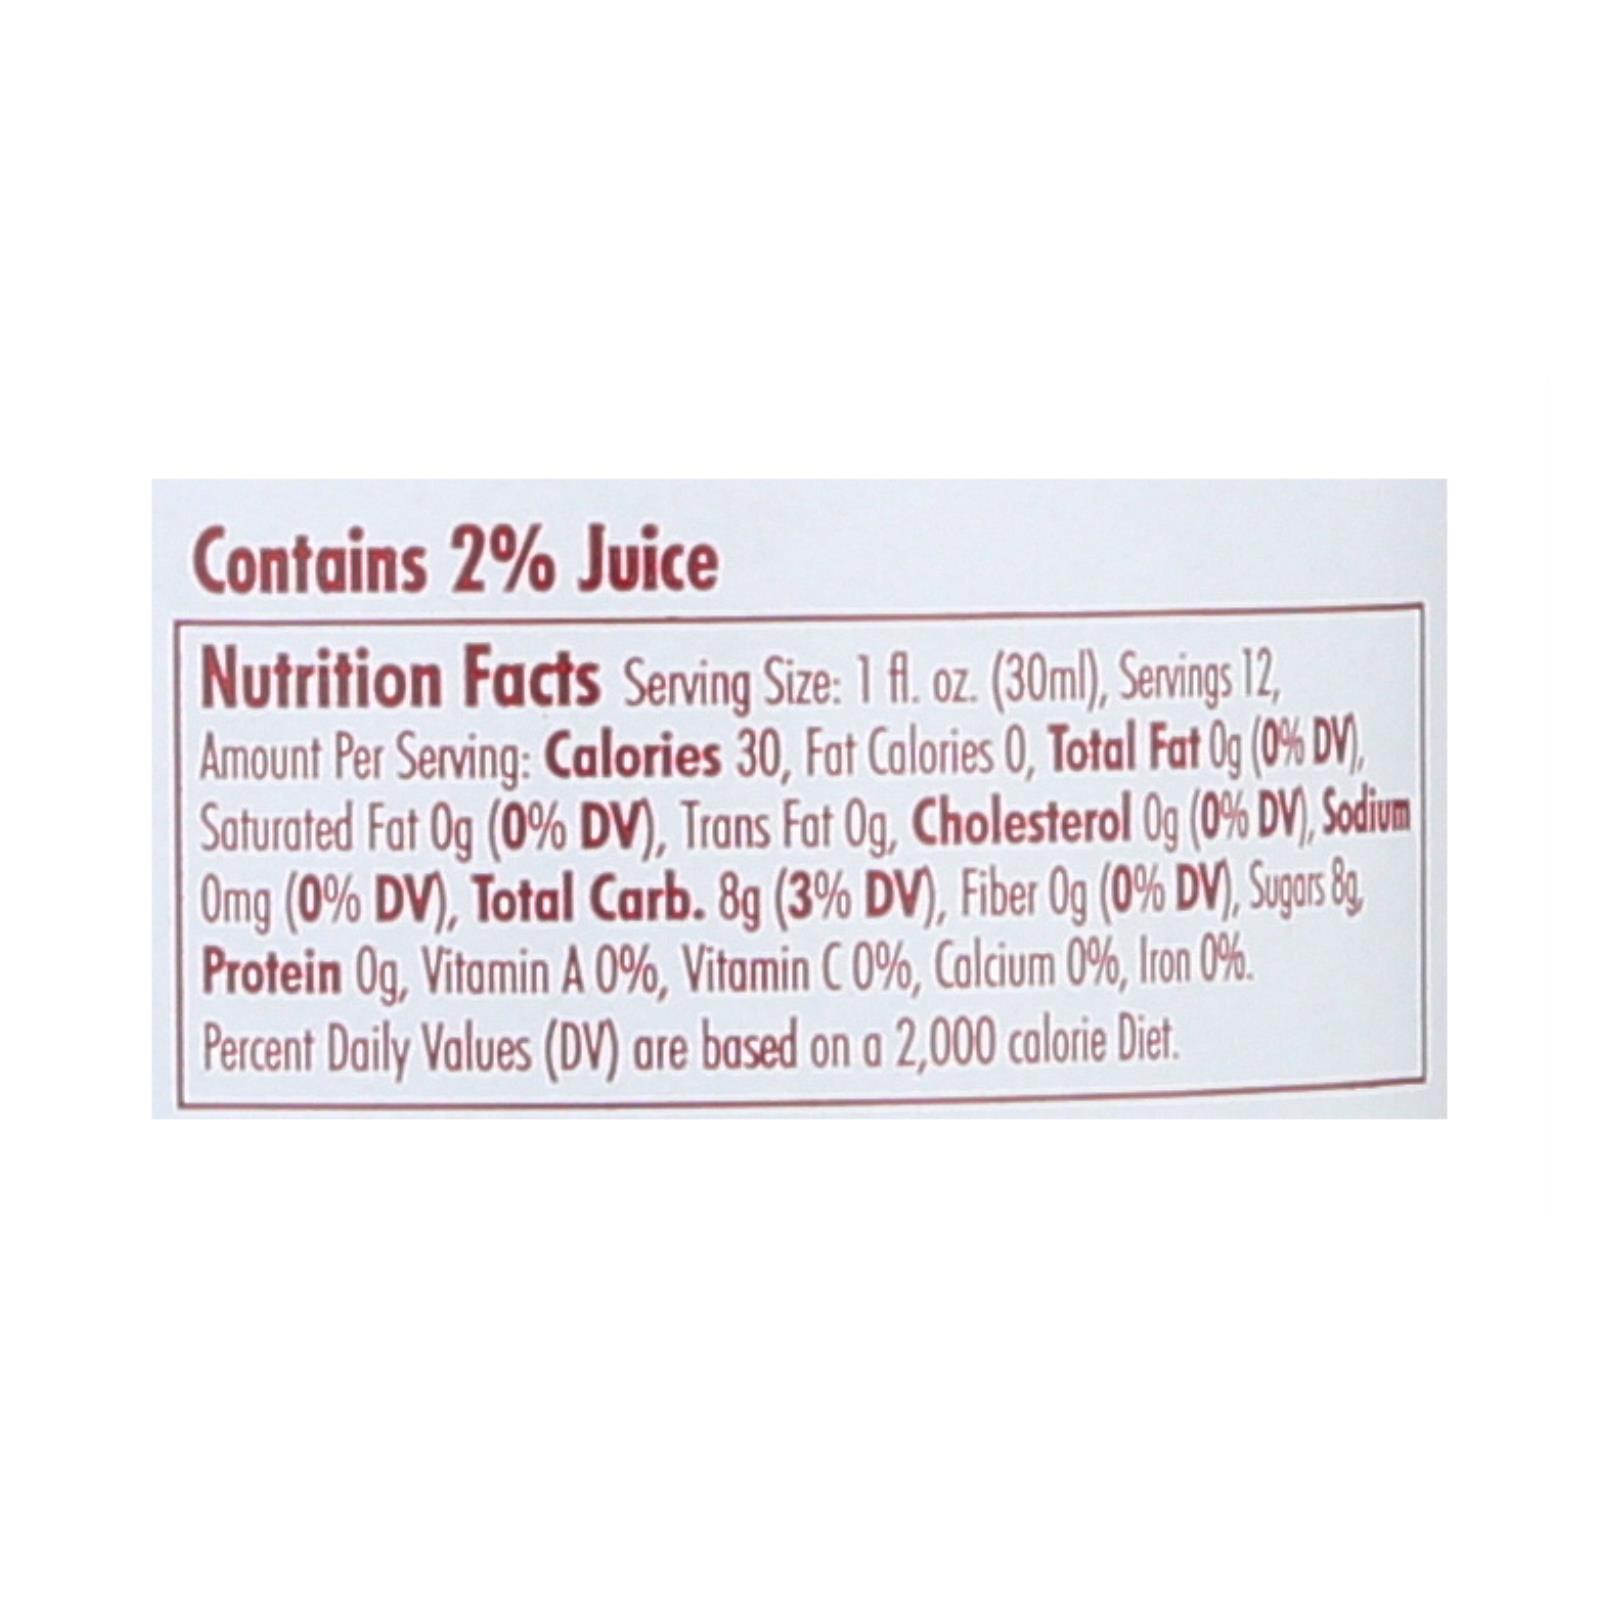 Contains 2% Juice
Nutrition Facts Serving Size: 1 fl. oz. (30ml), Servings 12,
Amount Per Serving: Calories 30, Fat Calories 0, Total Fat 0g (0% DV),
Saturated Fat 0g (0% DV), Trans Fat 0g, Cholesterol 0g (0% DV), Sodium
0mg (0% DV), Total Carb. 8g (3% DV), Fiber 0g (0% DV), Sugars 8g,
Protein 0g, Vitamin A 0%, Vitamin C 0%, Calcium 0%, Iron 0%.
Percent Daily Values (DV) are based on a 2,000 calorie Diet.